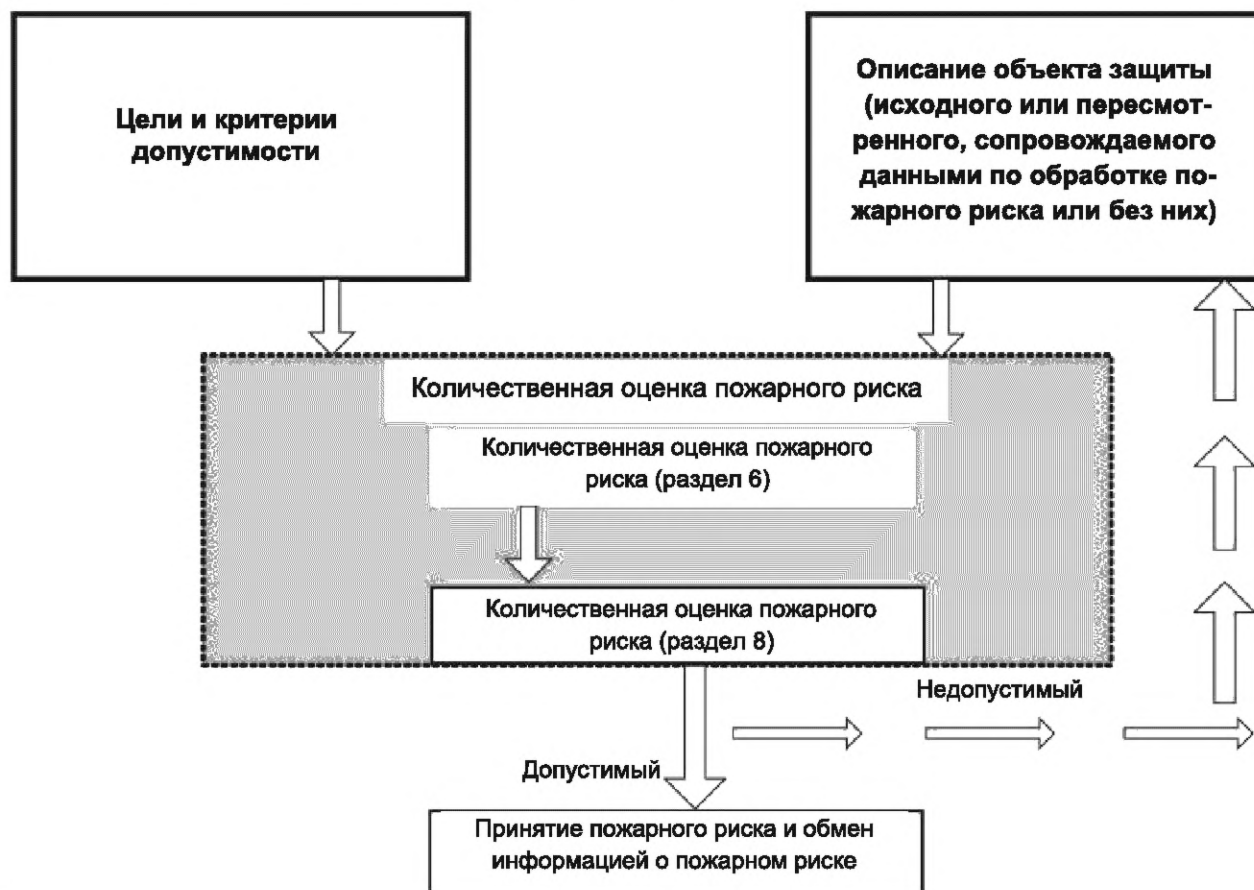 Цели и критерии
допустимости
Описание объекта защиты
(исходного или пересмот-
ренного, сопровождаемого
данными по обработке по-
жарного риска или без них)
Количественная оценка пожарного риска
Количественная оценка пожарного
риска (раздел 6)
Количественная оценка пожарного
риска (раздел 8)
Недопустимый
Допустимый
Принятие пожарного риска и обмен
информацией о пожарном риске